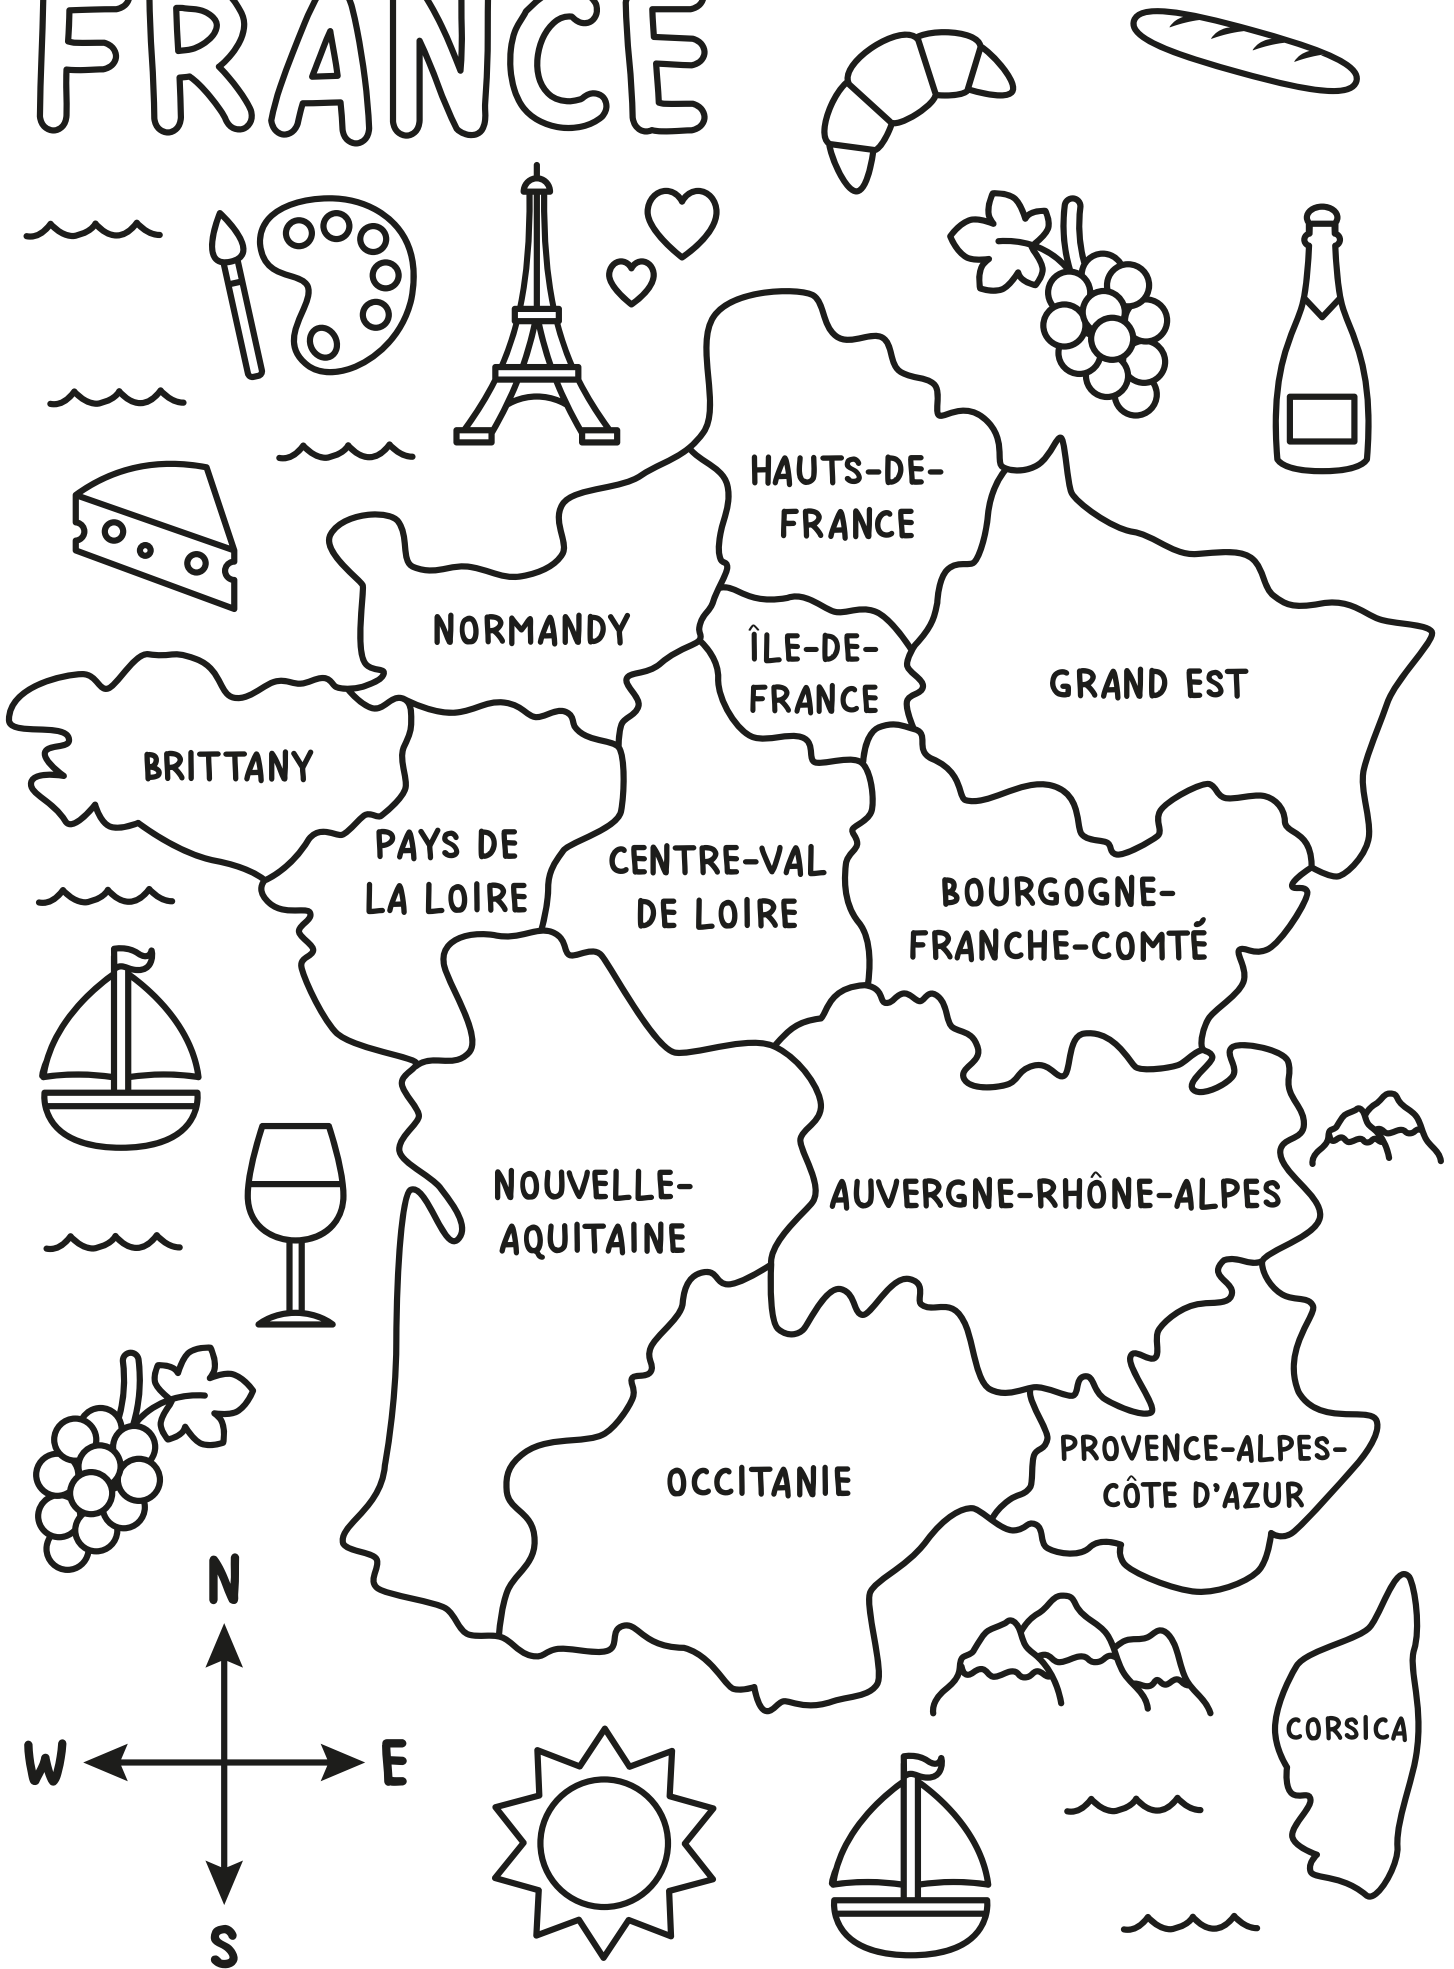 FRANCE
HAUTS-DE-
FRANCE
NORMANDY
ÎLE-DE-
FRANCE
GRAND EST
BRITTANY
PAYS DE
LA LOIRE
CENTRE-VAL
DE LOIRE
BOURGOGNE-
FRANCHE-COMTÉ
NOUVELLE-
AQUITAINE
AUVERGNE-RHÔNE-ALPES
OCCITANIE
PROVENCE-ALPES-
CÔTE D'AZUR
CORSICA
N
W
E
S